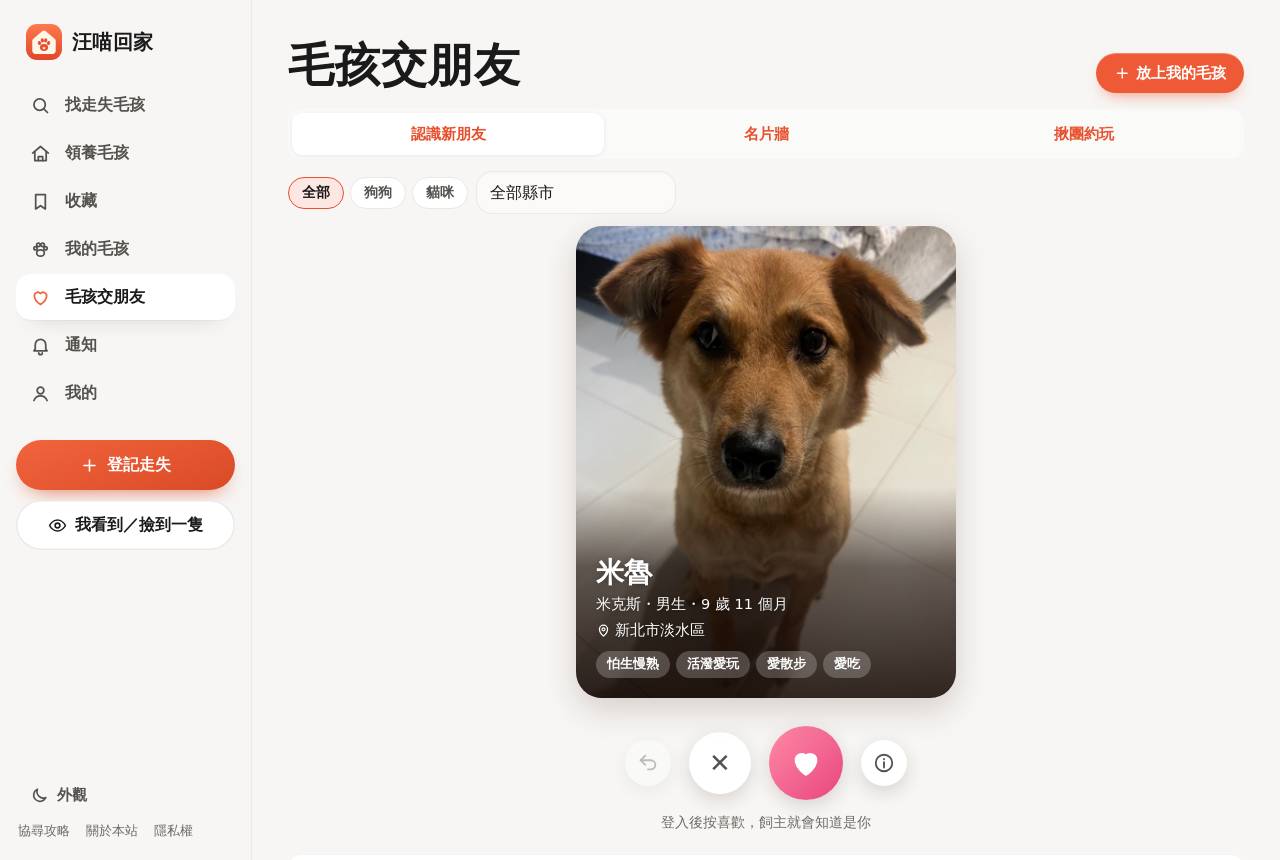 汪喵回家
找走失毛孩
領養毛孩
收藏
我的毛孩
毛孩交朋友
通知
我的
登記走失
我看到／撿到一隻
外觀
協尋攻略 關於本站 隱私權
毛孩交朋友
放上我的毛孩
認識新朋友 名片牆 揪團約玩
全部 狗狗 貓咪 全部縣市
米魯
米克斯・男生・9 歲 11 個月
新北市淡水區
怕生慢熟 活潑愛玩 愛散步 愛吃
登入後按喜歡，飼主就會知道是你